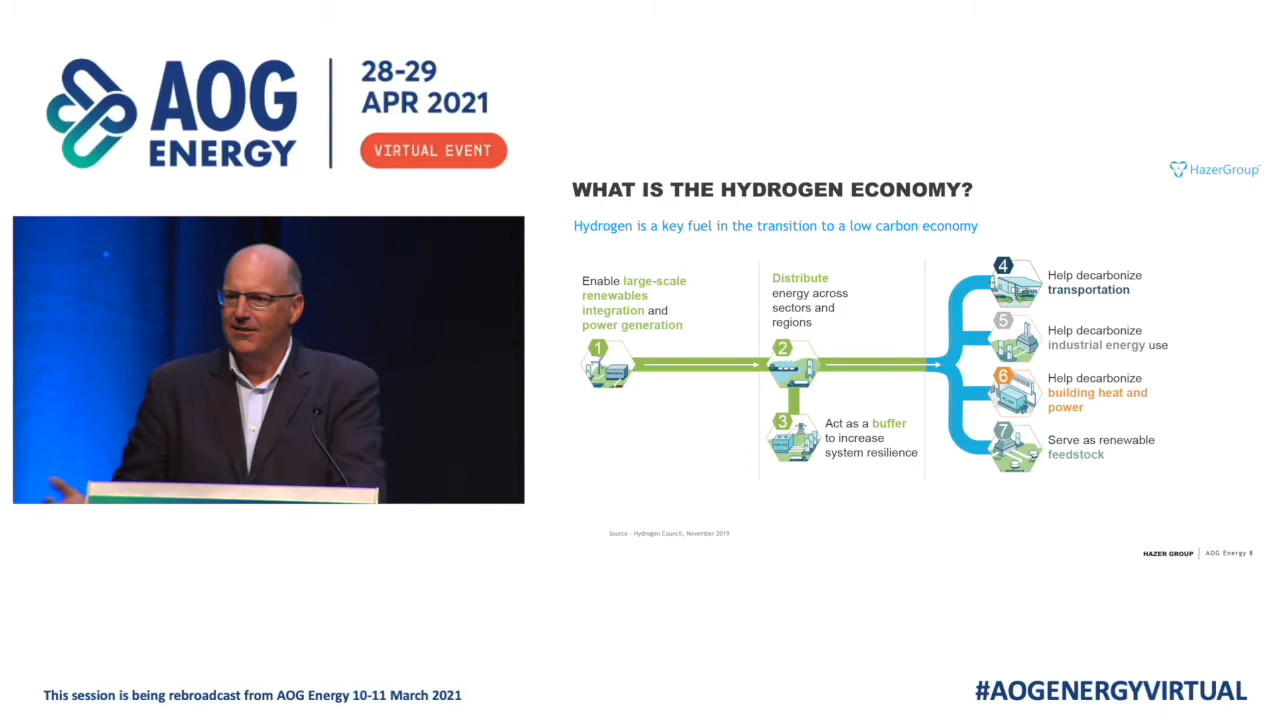 AOG
ENERGY
28-29
APR 2021
VIRTUAL EVENT
HazerGroup
WHAT IS THE HYDROGEN ECONOMY?
Hydrogen is a key fuel in the transition to a low carbon economy
Enable large-scale
renewables
integration and
power generation
1
Distribute
energy across
sectors and
regions
2
3
Act as a buffer
to increase
system resilience
4
Help decarbonize
transportation
5
Help decarbonize
industrial energy use
6
Help decarbonize
building heat and
power
7
Serve as renewable
feedstock
Source - Hydrogen Council, November 2019
HAZER GROUP
AOG Energy 8
This session is being rebroadcast from AOG Energy 10-11 March 2021
#AOGENERGYVIRTUAL